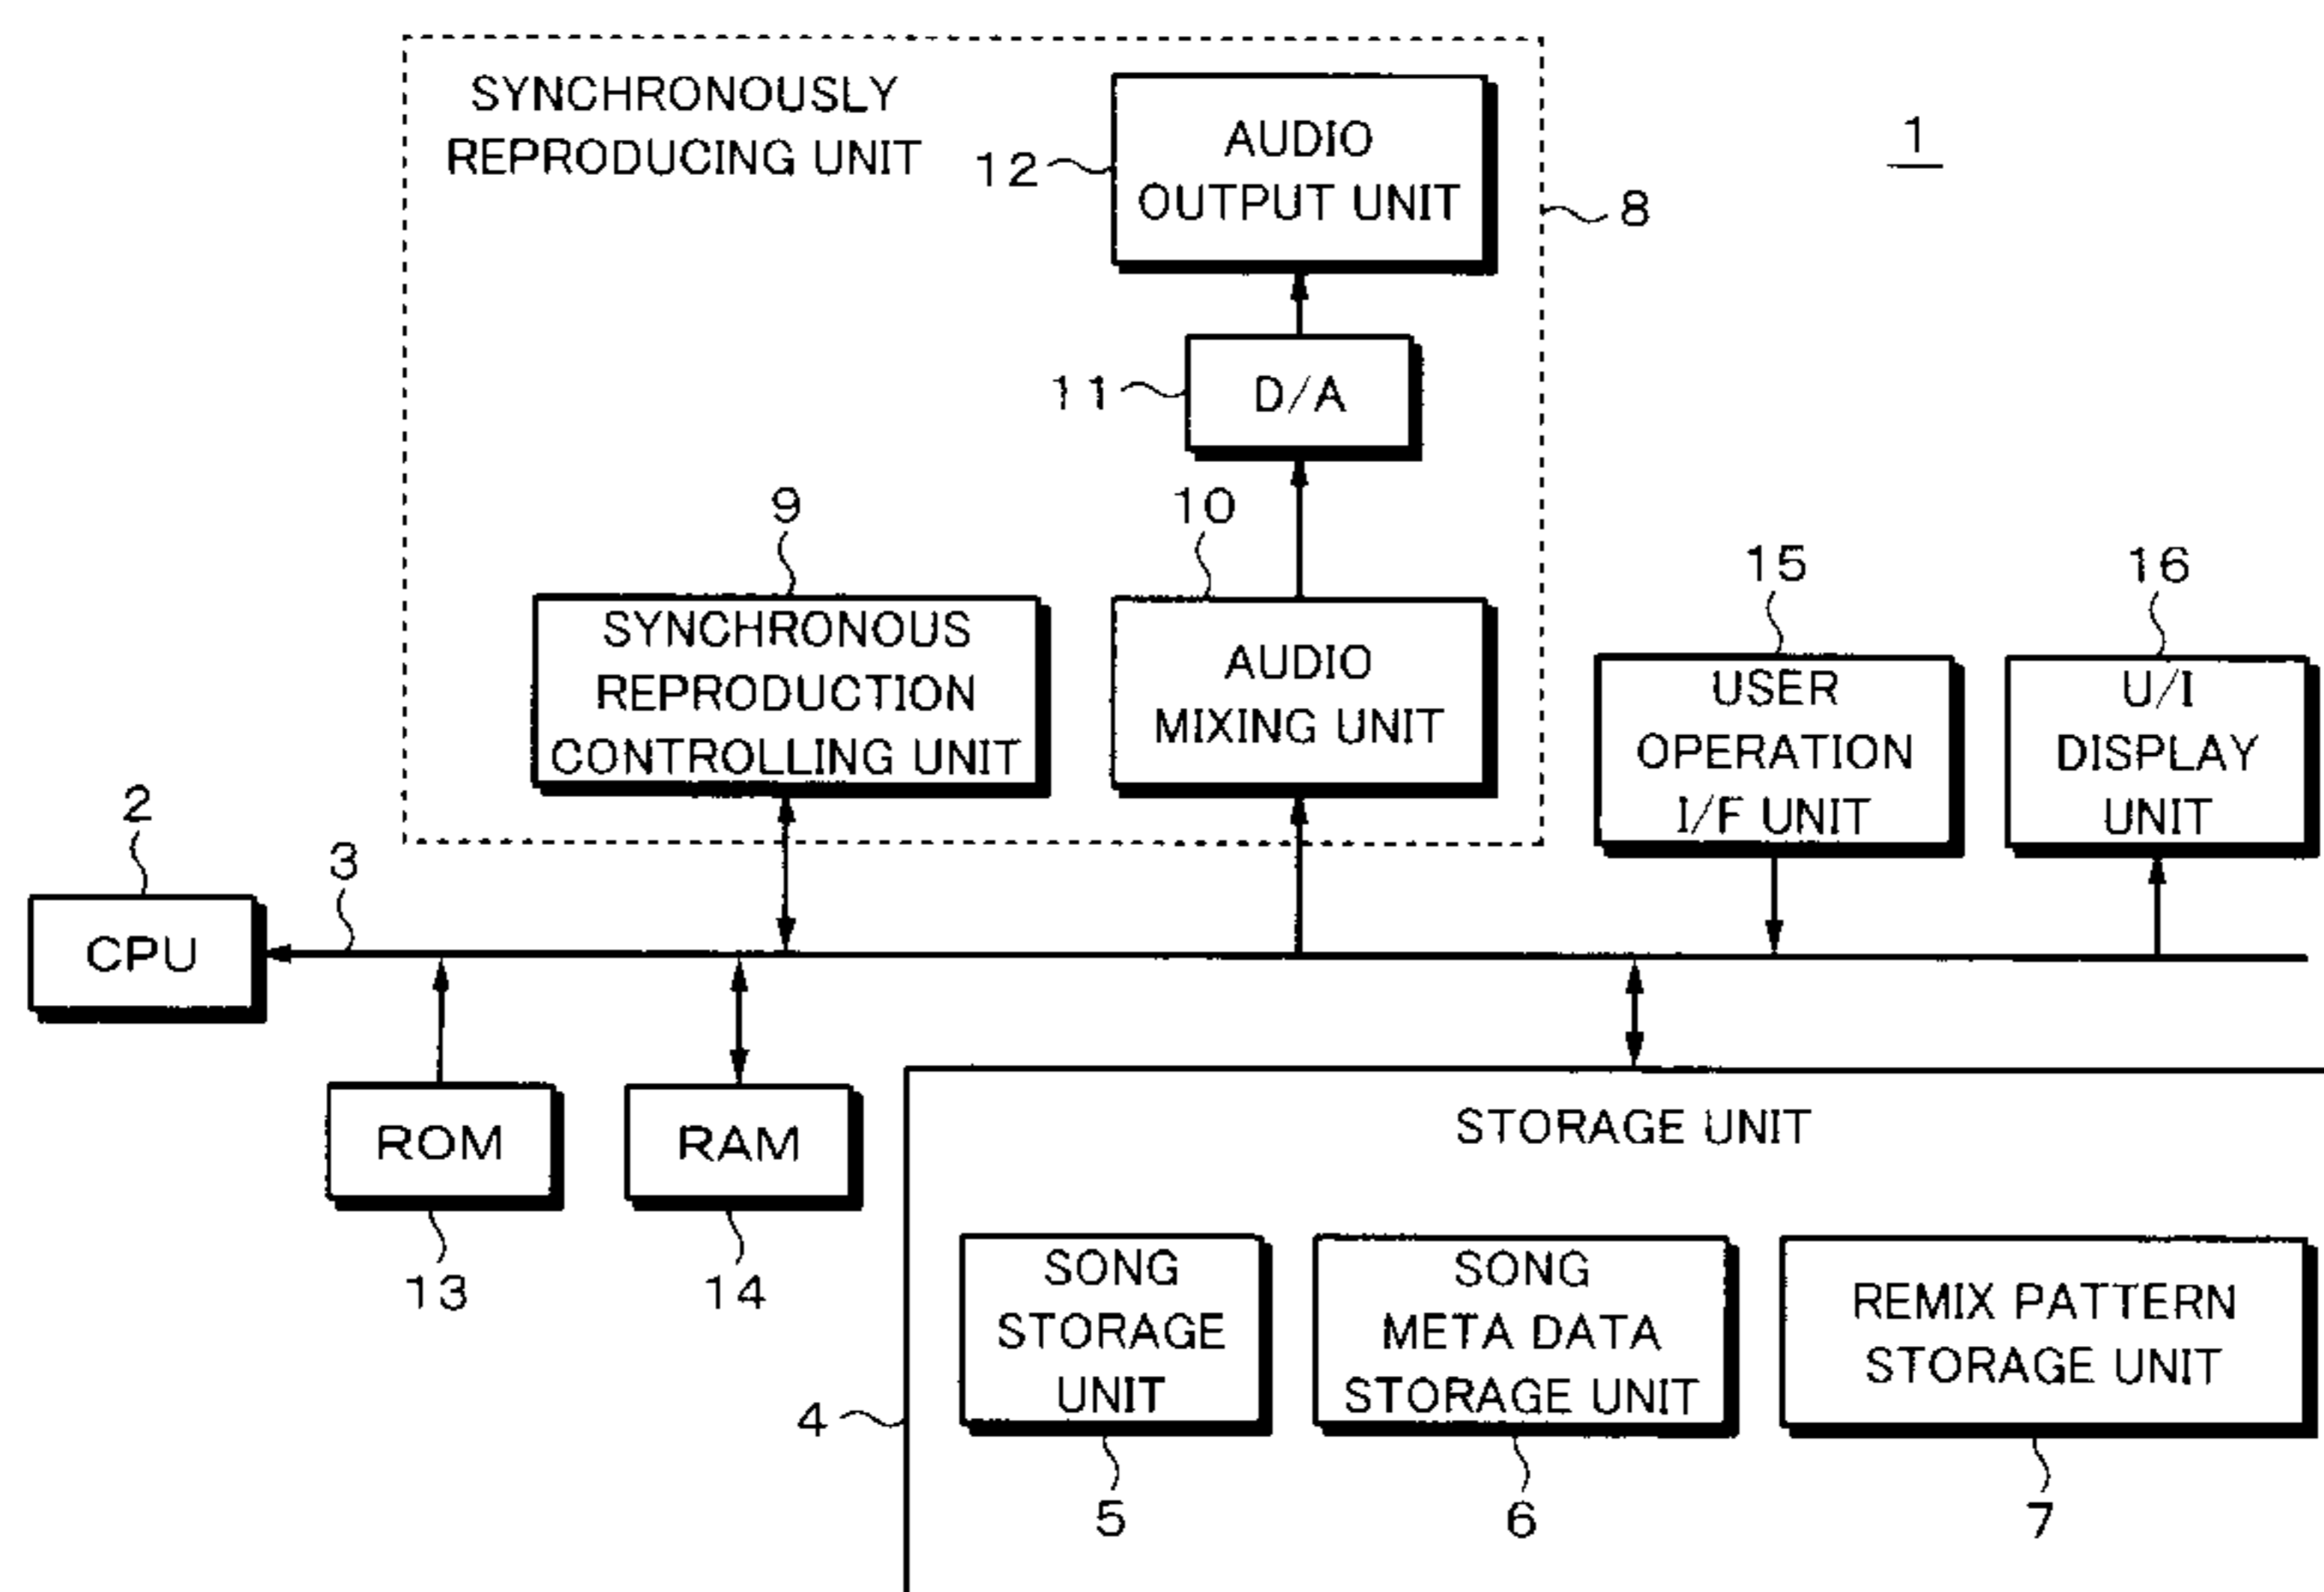 SYNCHRONOUSLY
REPRODUCING UNIT
1
12
AUDIO
OUTPUT UNIT
8
11
D/A
9
10
SYNCHRONOUS
REPRODUCTION
CONTROLLING UNIT
AUDIO
MIXING UNIT
15
USER
OPERATION
I/F UNIT
16
U/I
DISPLAY
UNIT
2
CPU
3
ROM
13
RAM
14
STORAGE UNIT
4
SONG
STORAGE
UNIT
5
SONG
META DATA
STORAGE UNIT
6
REMIX PATTERN
STORAGE UNIT
7